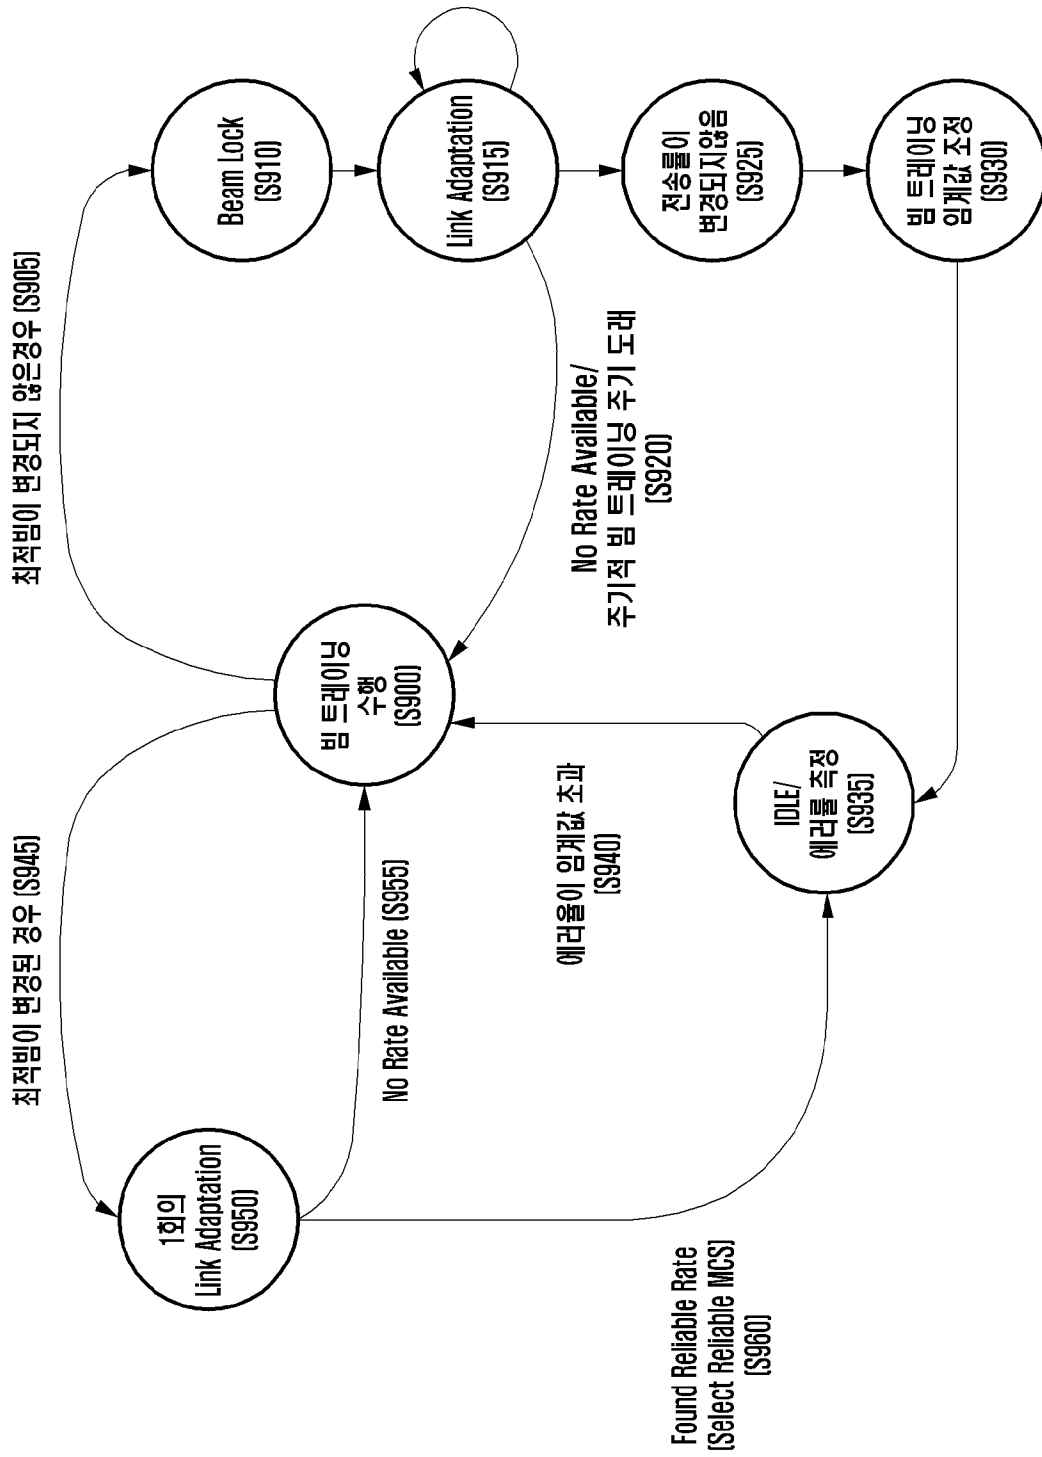 최적빔이 변경된 경우 (S945)
최적빔이 변경되지 않은경우 (S905)
1회의
Link Adaptation
(S950)
빔 트레이닝
수행
(S900)
Beam Lock
(S910)
No Rate Available (S955)
Link Adaptation
(S915)
에러율이 임계값 초과
(S940)
No Rate Available/
주기적 빔 트레이닝 주기 도래
(S920)
전송률이
변경되지않음
(S925)
Found Reliable Rate
(Select Reliable MCS)
(S960)
IDLE/
에러률 측정
(S935)
빔 트레이닝
임계값 조정
(S930)